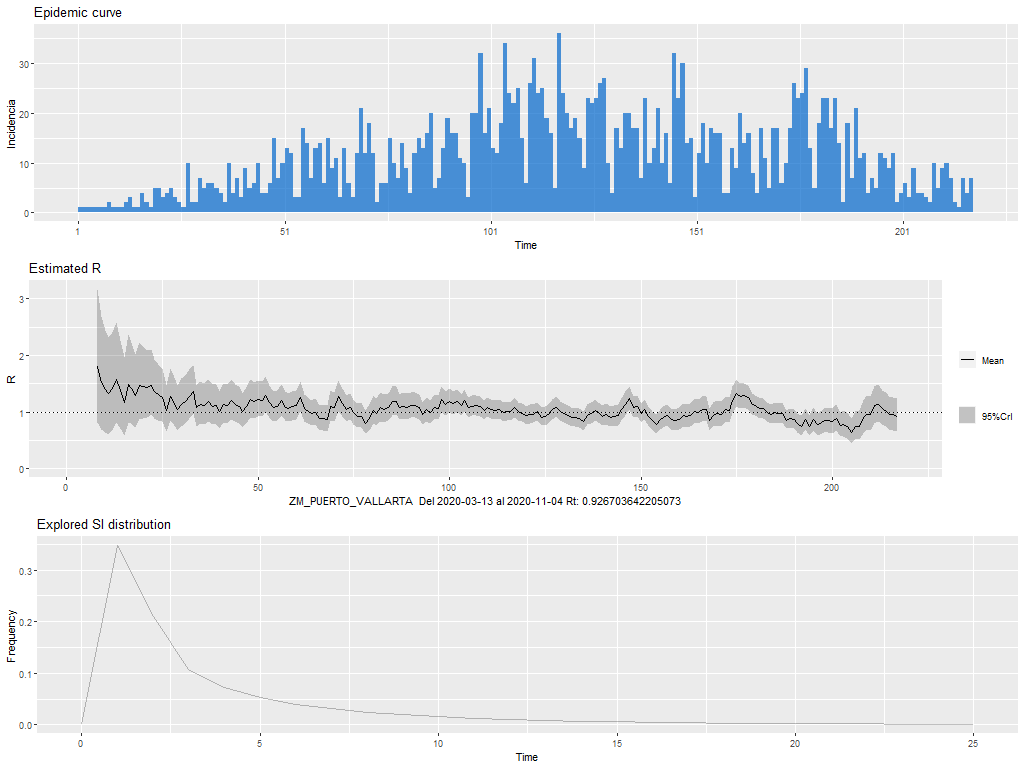 Epidemic curve
30
20
10
0
Incidencia
1
51
101
151
201
Time
Estimated R
3
2
1
0
R
Mean
95%CrI
0
50
100
150
200
ZM_PUERTO_VALLARTA Del 2020-03-13 al 2020-11-04 Rt: 0.926703642205073
Explored SI distribution
0.3
0.2
0.1
0.0
Frequency
0
5
10
15
20
25
Time